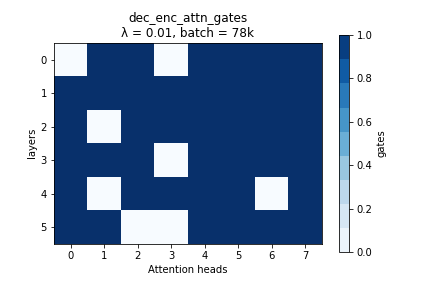 dec_enc_attn_gates
λ = 0.01, batch = 78k
layers
0
1
2
3
4
5
0 1 2 3 4 5 6 7
Attention heads
1.0
0.8
0.6
0.4
0.2
0.0
gates